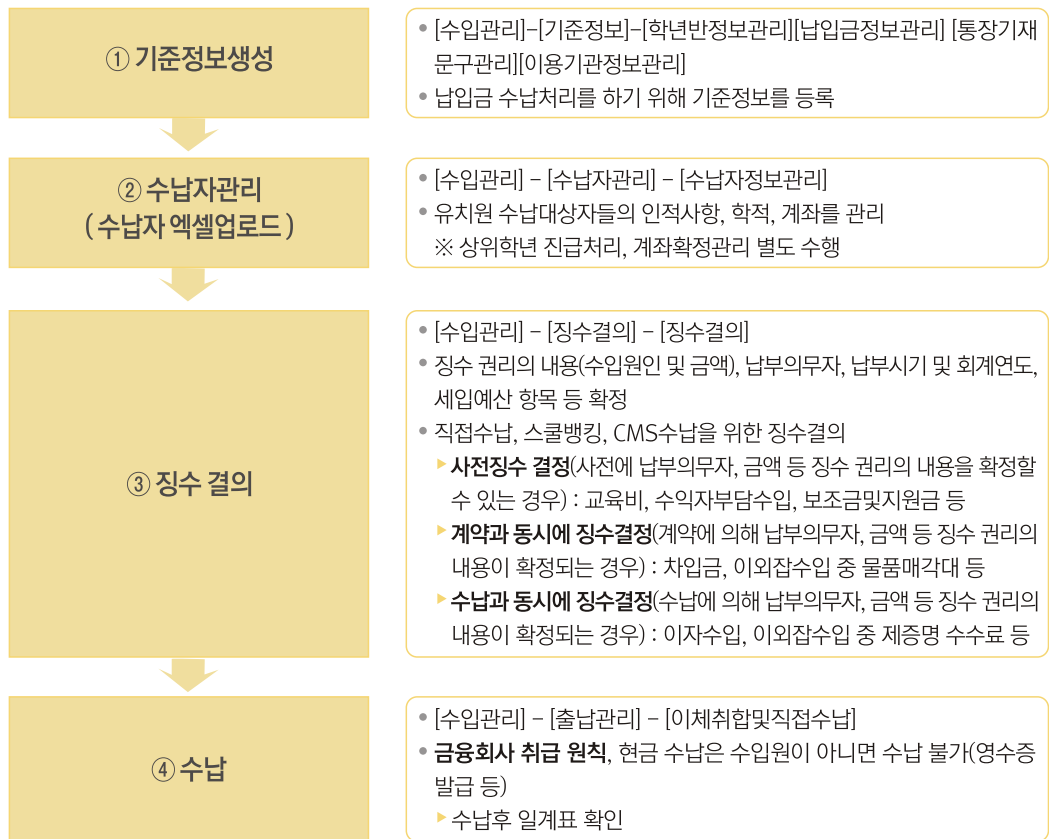 ① 기준정보생성
• [수입관리]-[기준정보]-[학년반정보관리][납입금정보관리] [통장기재
문구관리][이용기관정보관리]
• 납입금 수납처리를 하기 위해 기준정보를 등록
② 수납자관리
( 수납자 엑셀업로드 )
• [수입관리] - [수납자관리] - [수납자정보관리]
• 유치원 수납대상자들의 인적사항, 학적, 계좌를 관리
※ 상위학년 진급처리, 계좌확정관리 별도 수행
③ 징수 결의
• [수입관리] - [징수결의] - [징수결의]
• 징수 권리의 내용(수입원인 및 금액), 납부의무자, 납부시기 및 회계연도,
세입예산 항목 등 확정
• 직접수납, 스쿨뱅킹, CMS수납을 위한 징수결의
▶ 사전징수 결정(사전에 납부의무자, 금액 등 징수 권리의 내용을 확정할
수 있는 경우) : 교육비, 수익자부담수입, 보조금및지원금 등
▶ 계약과 동시에 징수결정(계약에 의해 납부의무자, 금액 등 징수 권리의
내용이 확정되는 경우) : 차입금, 이외잡수입 중 물품매각대 등
▶ 수납과 동시에 징수결정(수납에 의해 납부의무자, 금액 등 징수 권리의
내용이 확정되는 경우) : 이자수입, 이외잡수입 중 제증명 수수료 등
④ 수납
• [수입관리] - [출납관리] - [이체취합및직접수납]
• 금융회사 취급 원칙, 현금 수납은 수입원이 아니면 수납 불가(영수증
발급 등)
▶ 수납후 일계표 확인